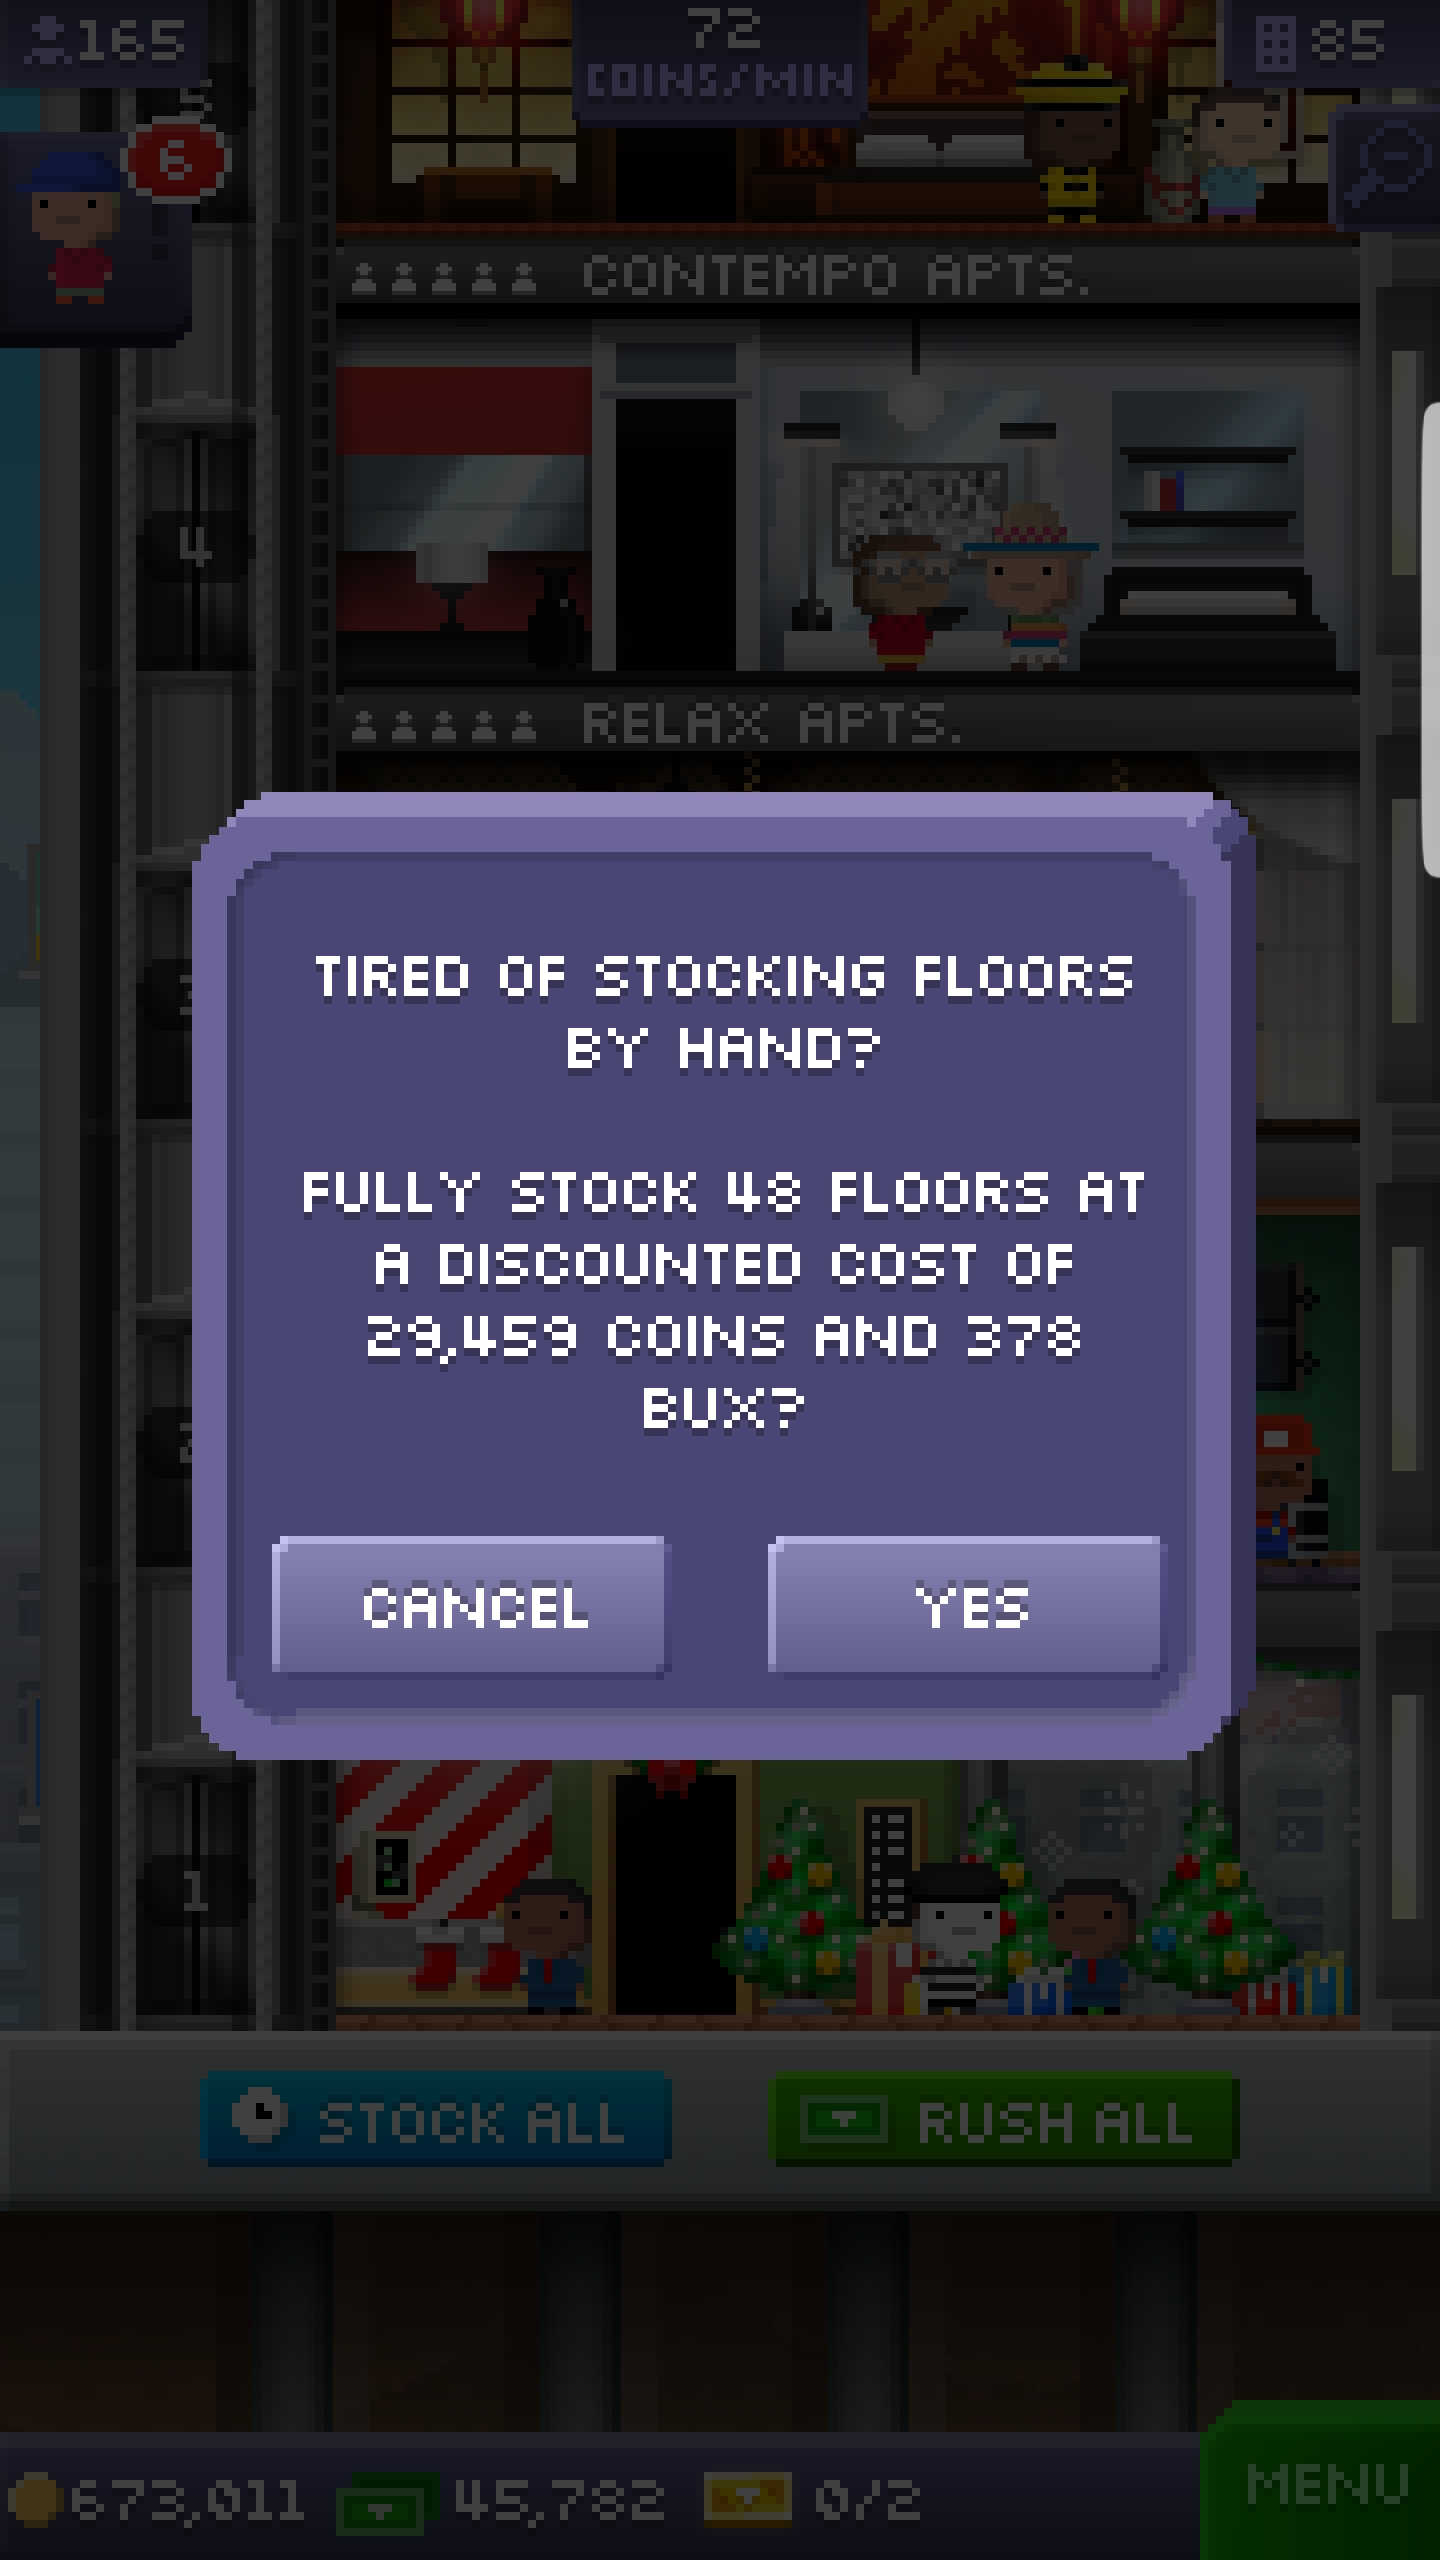 165
72
COINS/MIN
85
6
CONTEMPO APTS.
4
RELAX APTS.
TIRED OF STOCKING FLOORS
BY HAND?
FULLY STOCK 48 FLOORS AT
A DISCOUNTED COST OF
29,459 COINS AND 378
BUX?
CANCEL
YES
1
STOCK ALL
RUSH ALL
673,011
45,782
0/2
MENU